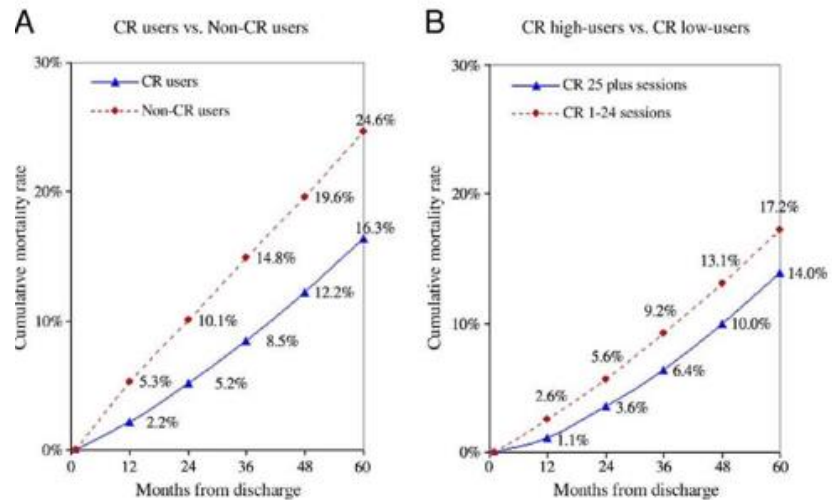 A
CR users vs. Non-CR users
30%
20%
10%
0%
Cumulative mortality rate
CR users
Non-CR users
24.6%
19.6%
16.3%
14.8%
12.2%
10.1%
8.5%
5.3%
5.2%
2.2%
0 12 24 36 48 60
Months from discharge
B
CR high-users vs. CR low-users
30%
20%
10%
0%
Cumulative mortality rate
CR 25 plus sessions
CR 1-24 sessions
17.2%
13.1%
14.0%
9.2%
10.0%
5.6%
6.4%
2.6%
3.6%
1.1%
0 12 24 36 48 60
Months from discharge